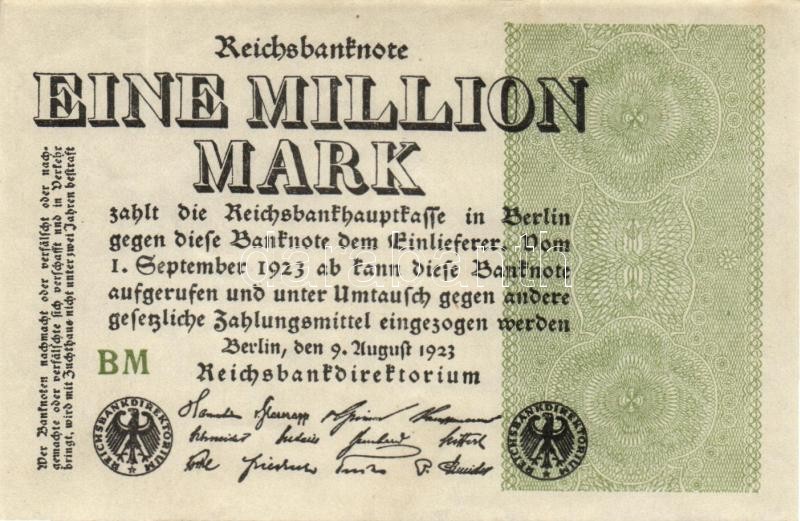 Reichsbanknote
EINE MILLION
MARK
zahlt die Reichsbankhauptkasse in Berlin
gegen diese Banknote dem Einlieferer. Vom
1. September 1923 ab kann diese Banknote
aufgerufen und unter Umtausch gegen andere
gesetzliche Zahlungsmittel eingezogen werden
Berlin, den 9. August 1923
Reichsbankdirektorium
BM
Wer Banknoten nachmacht oder verfälscht oder nach-
gemachte oder verfälschte sich verschafft und in Verkehr
bringt, wird mit Zuchthaus nicht unter zwei Jahren bestraft
REICHSBANKDIREKTORIUM
REICHSBANKDIREKTORIUM
darabanth